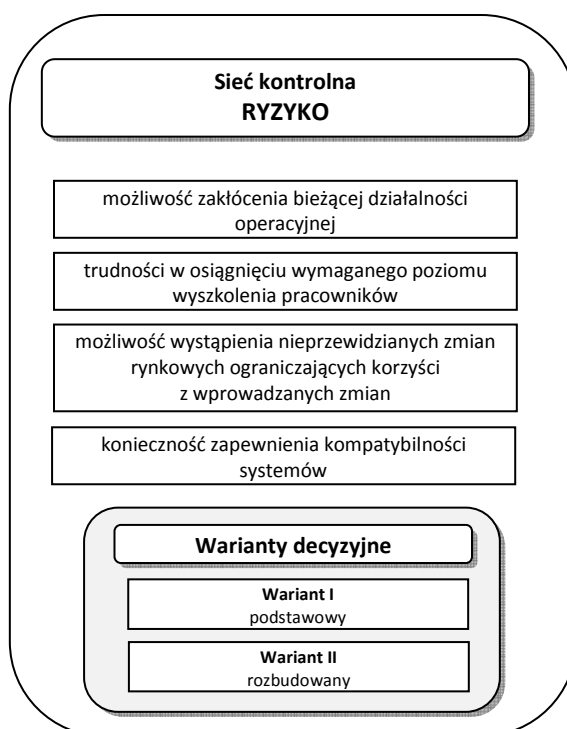 Sieć kontrolna
RYZYKO
możliwość zakłócenia bieżącej działalności
operacyjnej
trudności w osiągnięciu wymaganego poziomu
wyszkolenia pracowników
możliwość wystąpienia nieprzewidzianych zmian
rynkowych ograniczających korzyści
z wprowadzanych zmian
konieczność zapewnienia kompatybilności
systemów
Warianty decyzyjne
Wariant I
podstawowy
Wariant II
rozbudowany